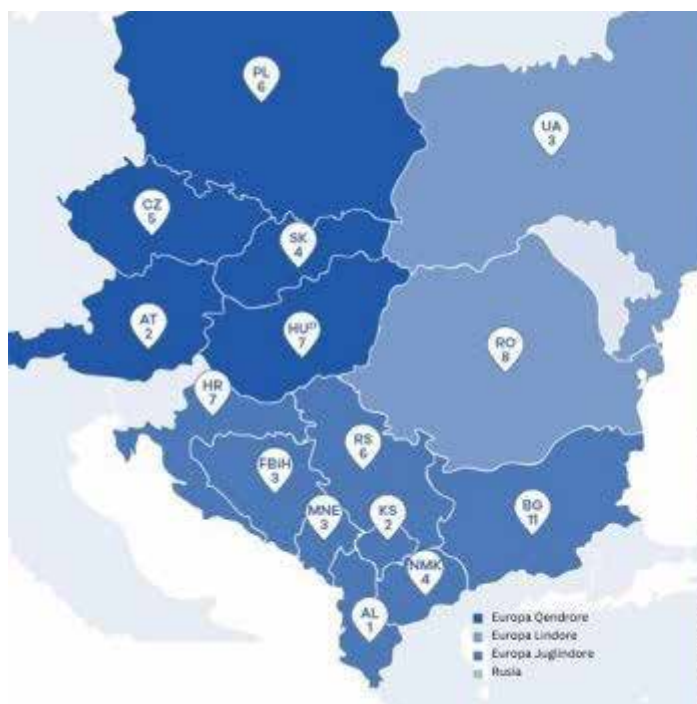 PL
6
UA
3
CZ
5
SK
4
AT
2
HU
7
RO
8
HR
7
RS
6
FBiH
3
MNE
3
KS
2
BG
11
NMK
4
AL
1
Europa Qendrore
Europa Lindore
Europa Juglindore
Rusia